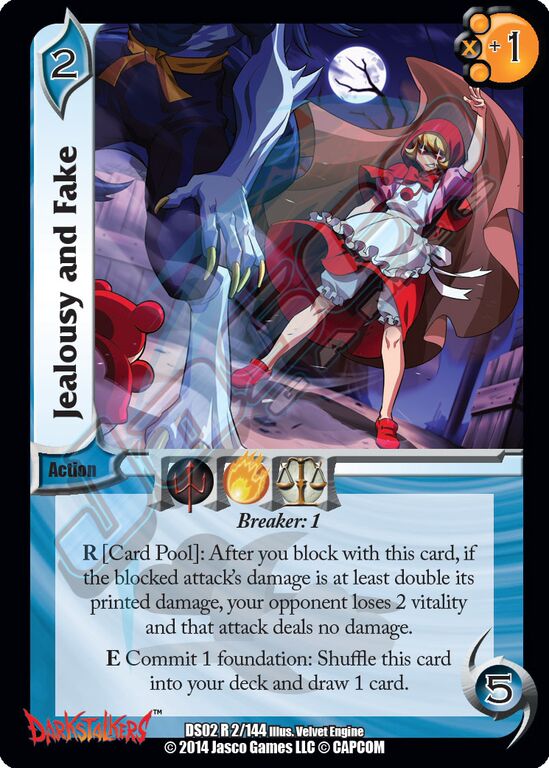 2
X + 1
Jealousy and Fake
Action
Breaker: 1
R [Card Pool]: After you block with this card, if
the blocked attack's damage is at least double its
printed damage, your opponent loses 2 vitality
and that attack deals no damage.
E Commit 1 foundation: Shuffle this card
into your deck and draw 1 card.
5
DARKSTALKERS™
DS02 R 2/144 Illus. Velvet Engine
© 2014 Jasco Games LLC © CAPCOM